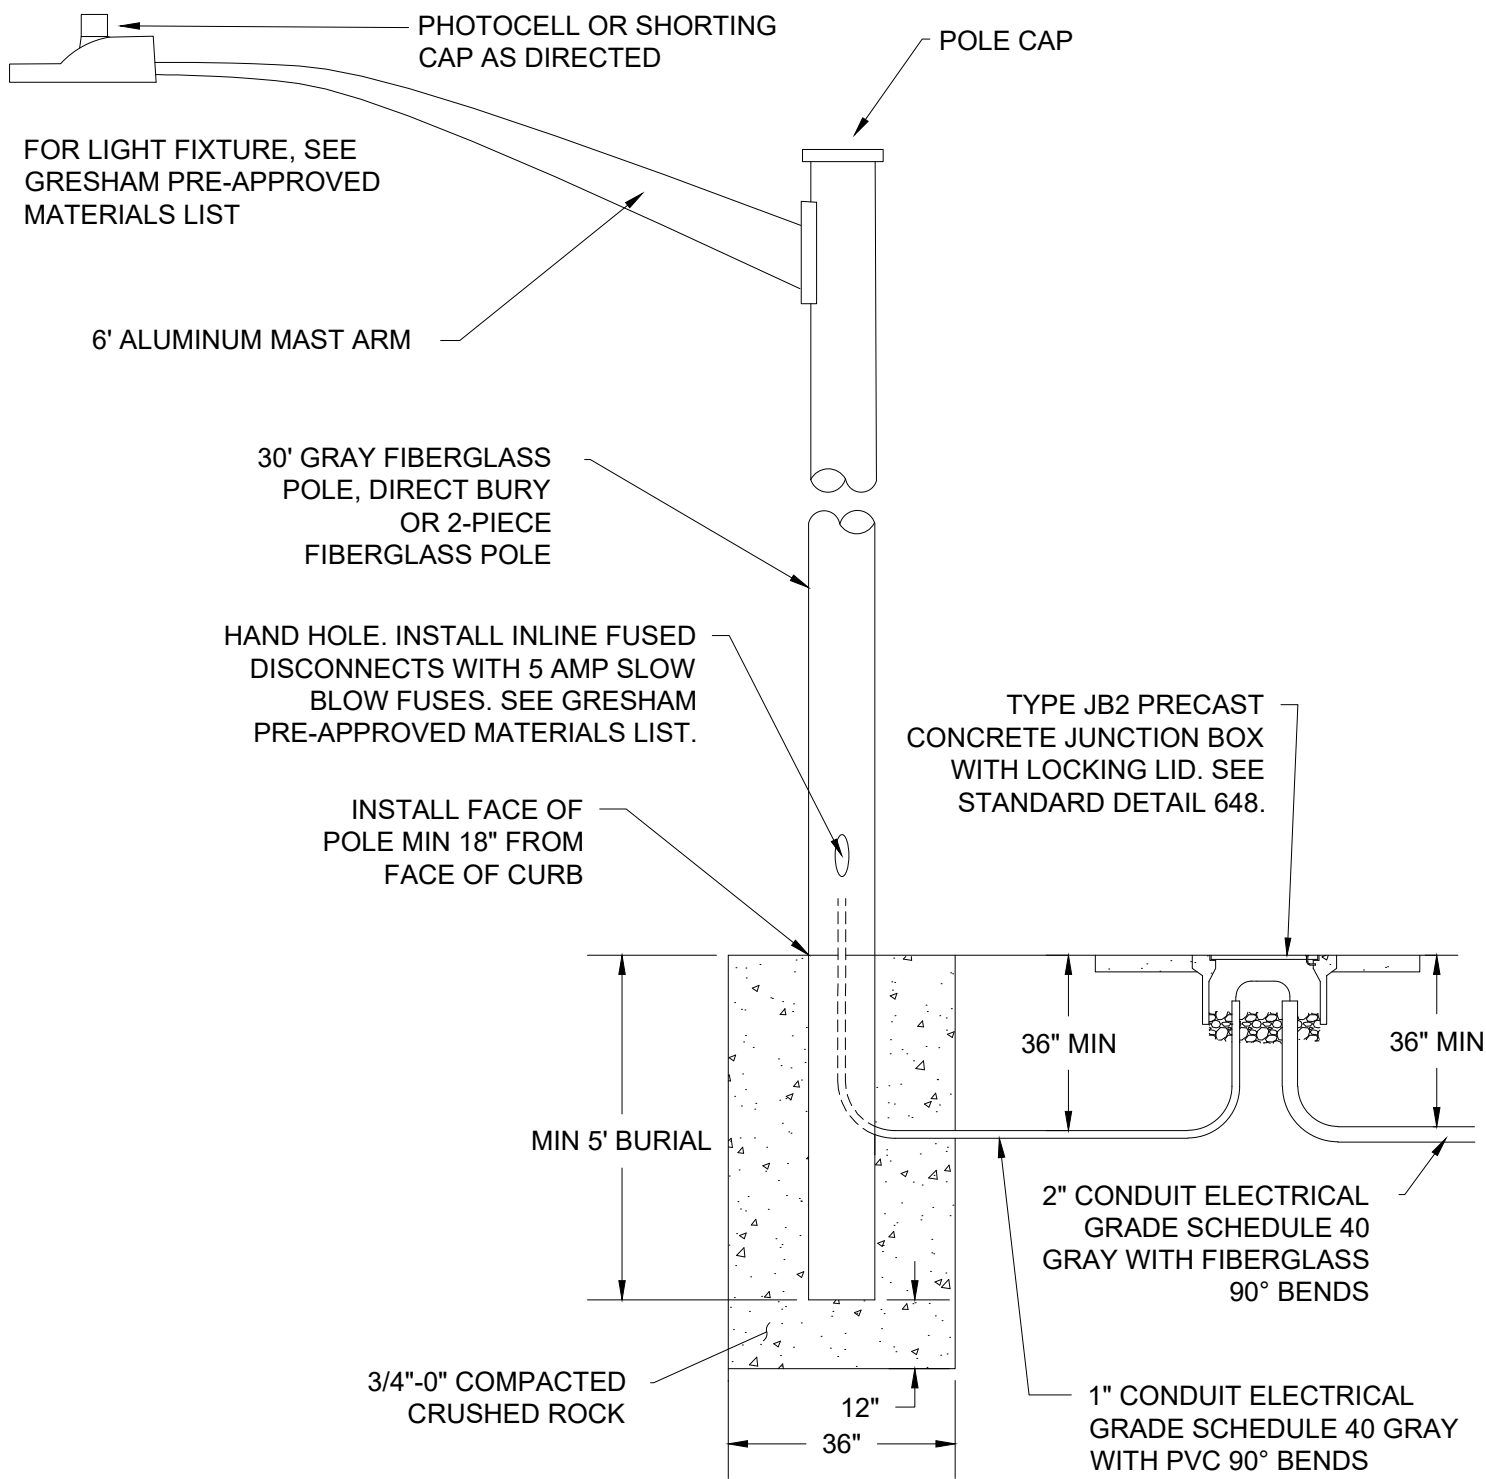 PHOTOCELL OR SHORTING
CAP AS DIRECTED
POLE CAP
FOR LIGHT FIXTURE, SEE
GRESHAM PRE-APPROVED
MATERIALS LIST
6' ALUMINUM MAST ARM
30' GRAY FIBERGLASS
POLE, DIRECT BURY
OR 2-PIECE
FIBERGLASS POLE
HAND HOLE. INSTALL INLINE FUSED
DISCONNECTS WITH 5 AMP SLOW
BLOW FUSES. SEE GRESHAM
PRE-APPROVED MATERIALS LIST.
TYPE JB2 PRECAST
CONCRETE JUNCTION BOX
WITH LOCKING LID. SEE
STANDARD DETAIL 648.
INSTALL FACE OF
POLE MIN 18" FROM
FACE OF CURB
36" MIN
36" MIN
MIN 5' BURIAL
2" CONDUIT ELECTRICAL
GRADE SCHEDULE 40
GRAY WITH FIBERGLASS
90° BENDS
3/4"-0" COMPACTED
CRUSHED ROCK
12"
36"
1" CONDUIT ELECTRICAL
GRADE SCHEDULE 40 GRAY
WITH PVC 90° BENDS